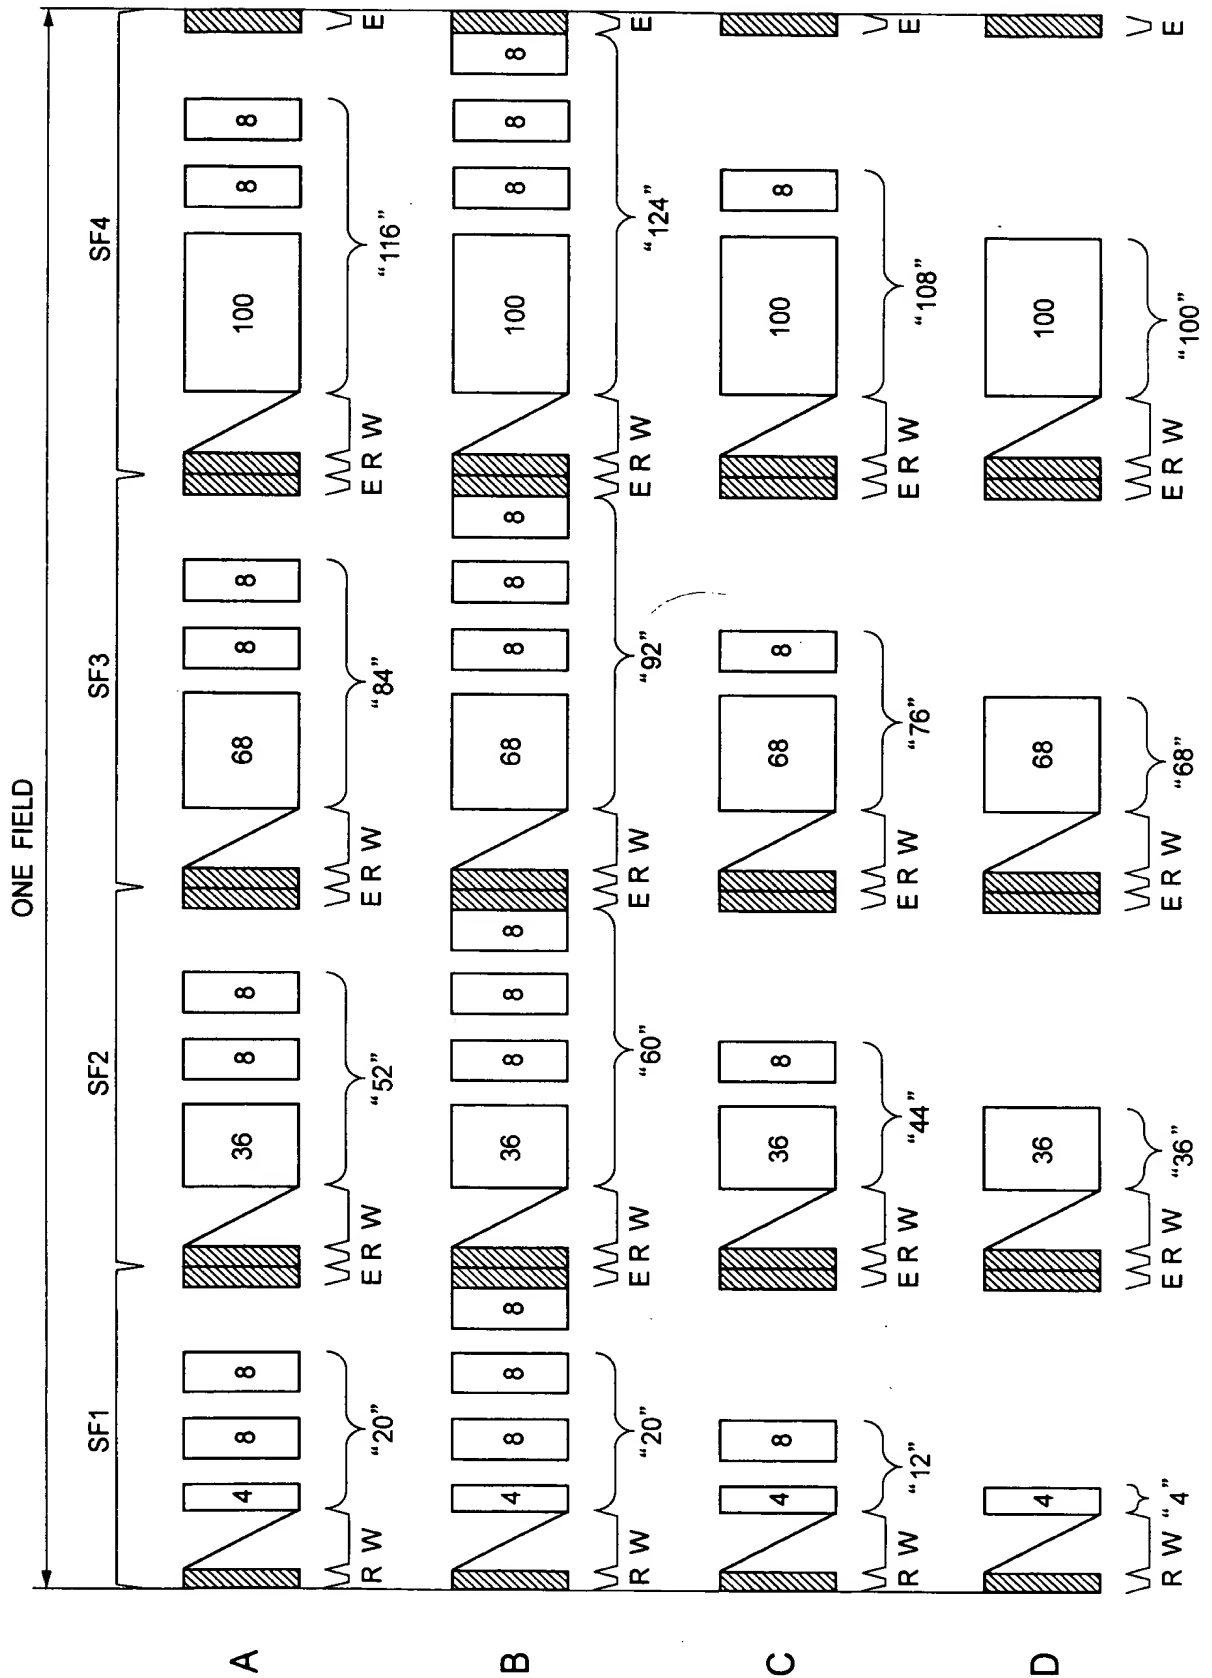 ONE FIELD
SF1 SF2 SF3 SF4
A
4 8 8 36 8 8 68 8 8 100 8 8
R W E R W E R W E R W E
“20” “52” “84” “116”
B
4 8 8 8 36 8 8 8 68 8 8 8 100 8 8 8
R W E R W E R W E R W E
“20” “60” “92” “124”
C
4 8 36 8 68 8 100 8
R W E R W E R W E R W E
“12” “44” “76” “108”
D
4 36 68 100
R W “4” E R W “36” E R W “68” E R W “100” E